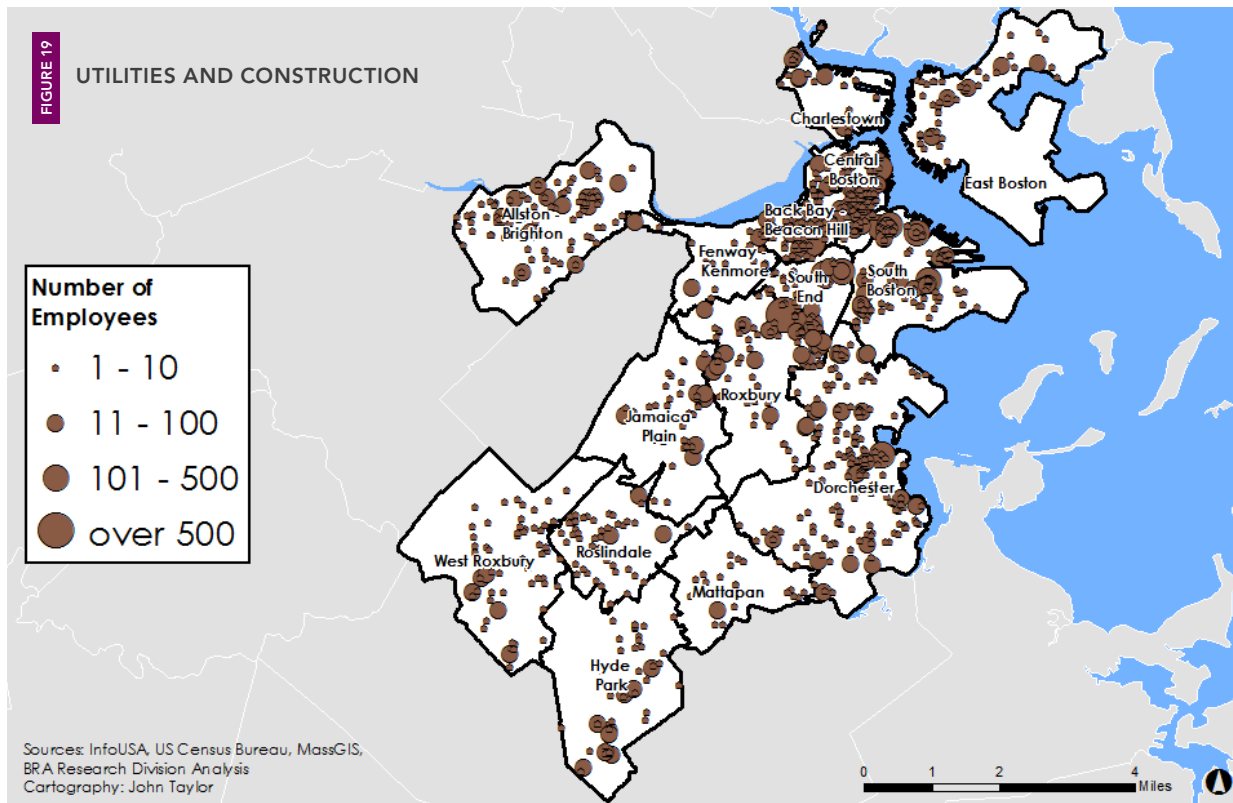 FIGURE 19
UTILITIES AND CONSTRUCTION
Charlestown
Central
Boston
East Boston
Back Bay -
Beacon Hill
Allston -
Brighton
Fenway -
Kenmore
South
End
South
Boston
Number of
Employees
1 - 10
11 - 100
101 - 500
over 500
Roxbury
Jamaica
Plain
Dorchester
West Roxbury
Roslindale
Mattapan
Hyde
Park
Sources: InfoUSA, US Census Bureau, MassGIS,
BRA Research Division Analysis
Cartography: John Taylor
0 1 2 4
Miles